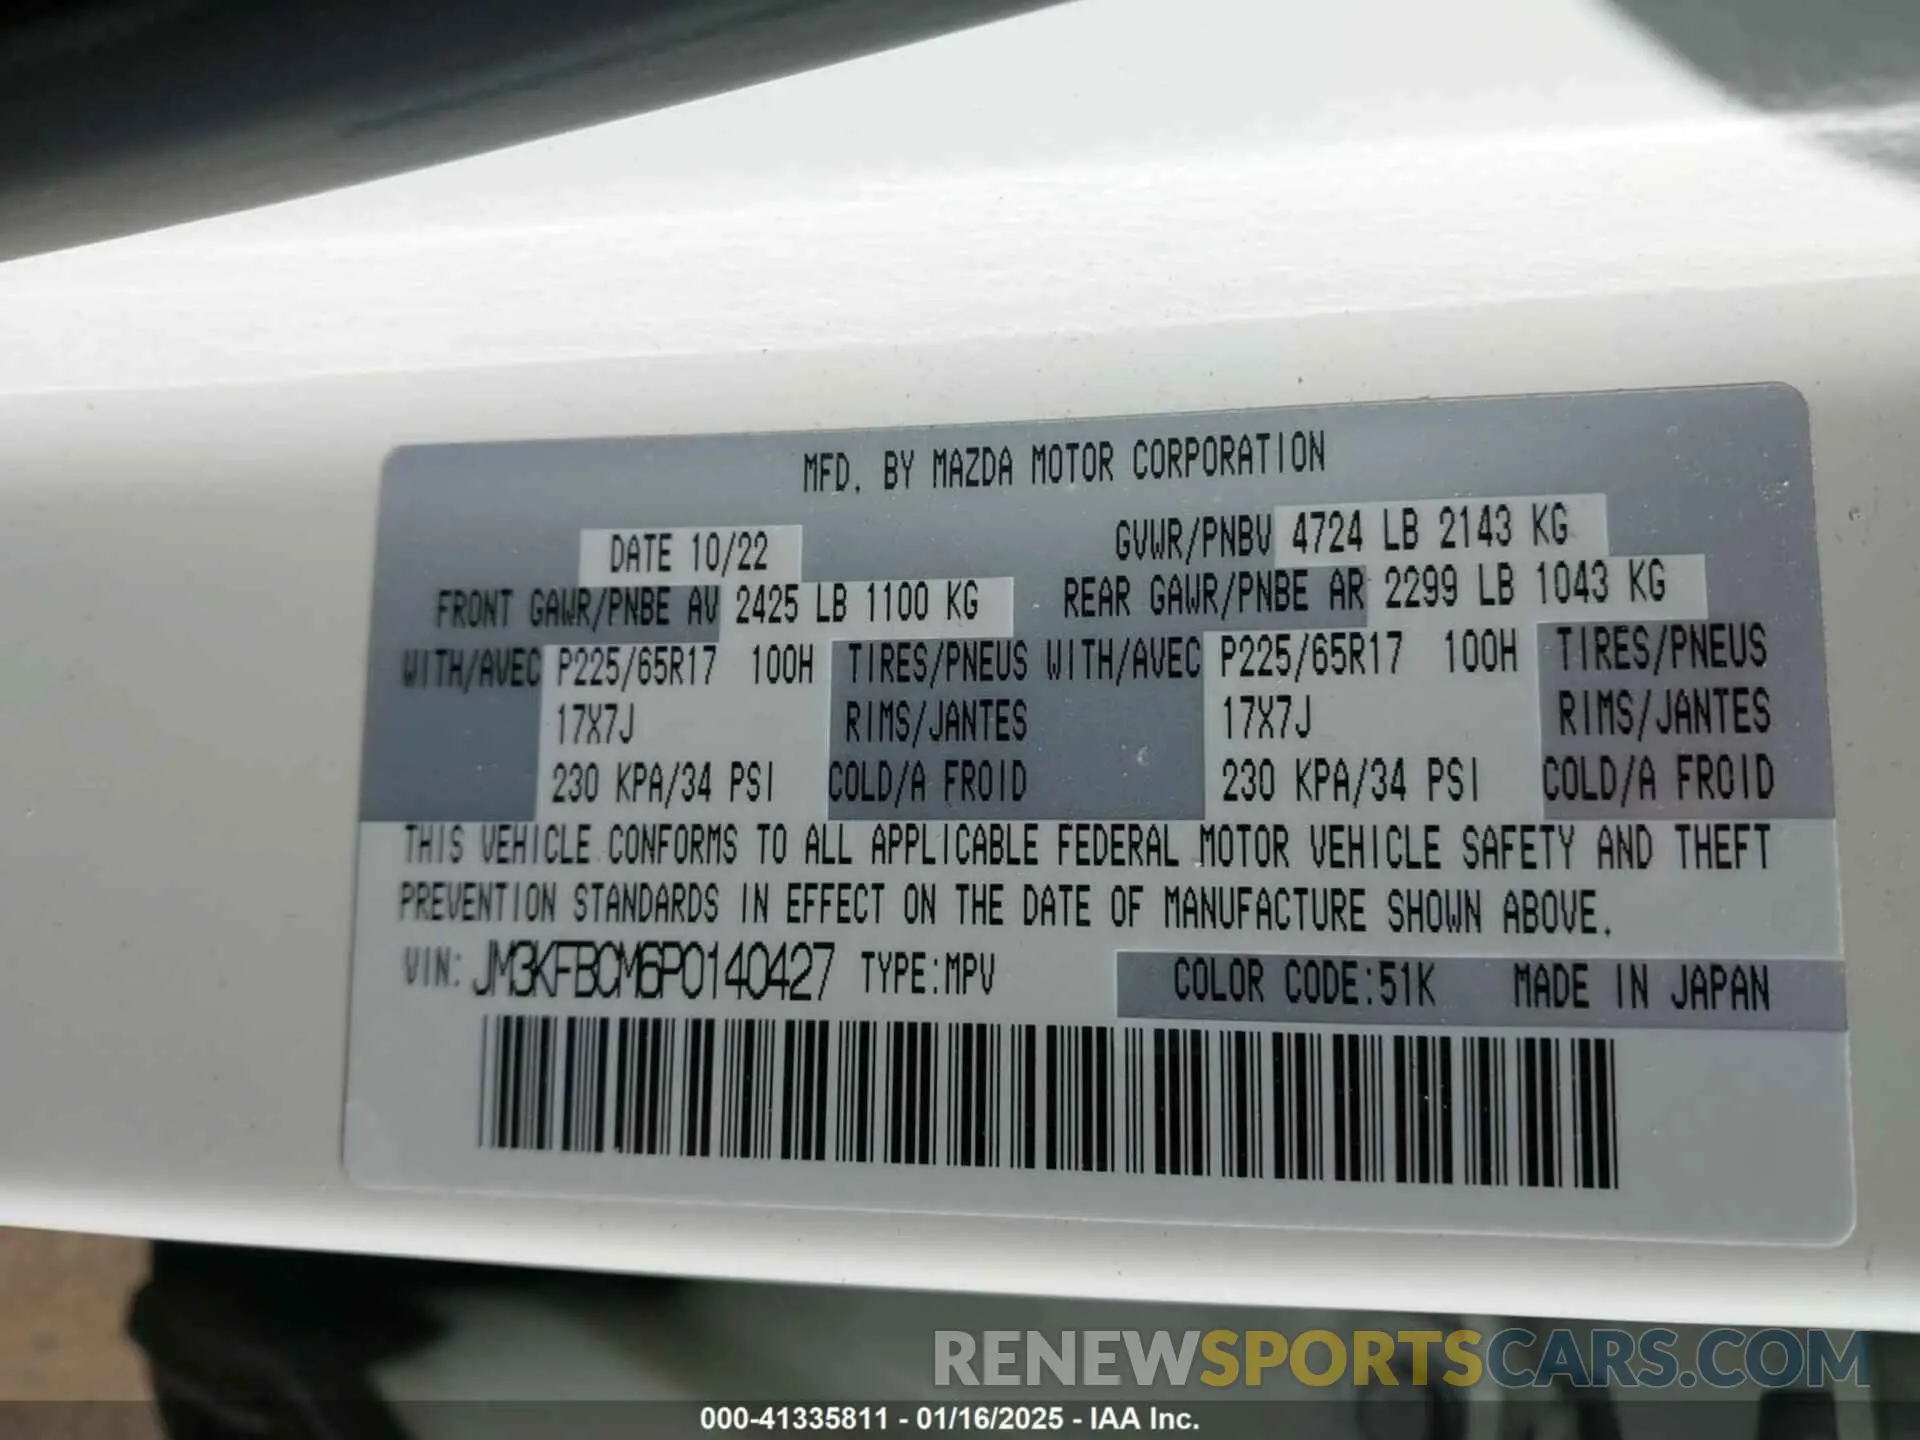 MFD. BY MAZDA MOTOR CORPORATION
DATE 10/22 GVWR/PNBV 4724 LB 2143 KG
FRONT GAWR/PNBE AV 2425 LB 1100 KG REAR GAWR/PNBE AR 2299 LB 1043 KG
WITH/AVEC P225/65R17 100H TIRES/PNEUS WITH/AVEC P225/65R17 100H TIRES/PNEUS
17X7J RIMS/JANTES 17X7J RIMS/JANTES
230 KPA/34 PSI COLD/A FROID 230 KPA/34 PSI COLD/A FROID
THIS VEHICLE CONFORMS TO ALL APPLICABLE FEDERAL MOTOR VEHICLE SAFETY AND THEFT
PREVENTION STANDARDS IN EFFECT ON THE DATE OF MANUFACTURE SHOWN ABOVE.
VIN: JM3KFBCM6P0140427 TYPE:MPV COLOR CODE:51K MADE IN JAPAN
RENEWSPORTSCARS.COM
000-41335811 - 01/16/2025 - IAA Inc.